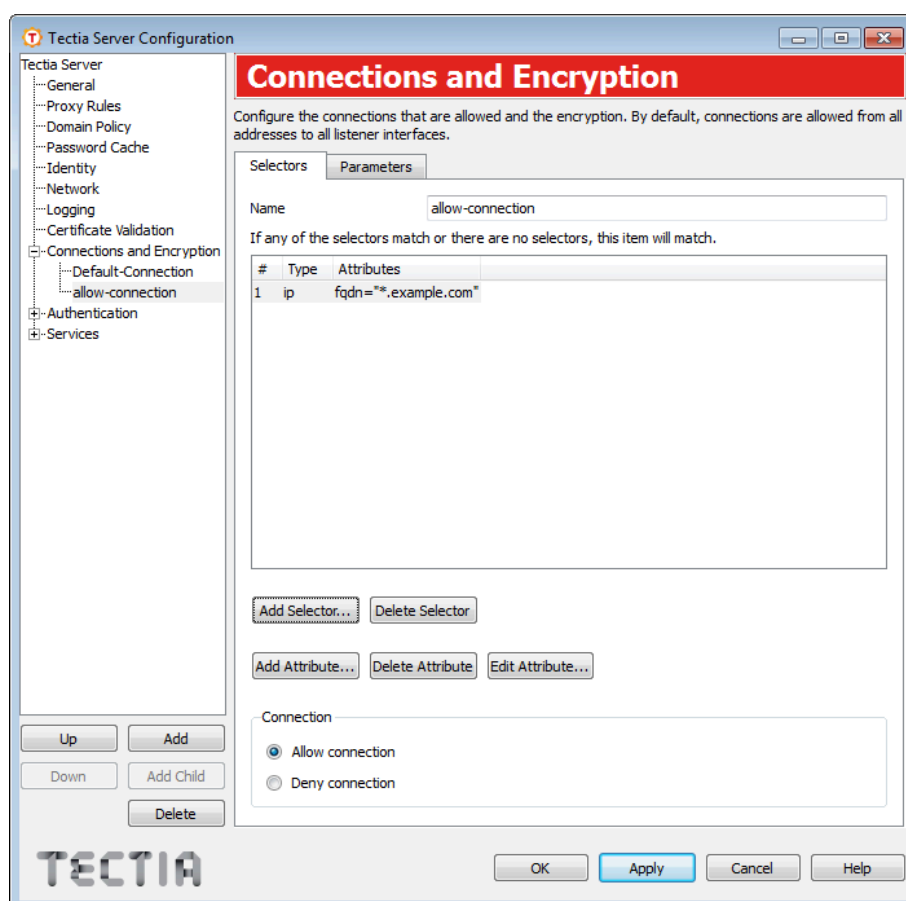 Tectia Server Configuration
Tectia Server
General
Proxy Rules
Domain Policy
Password Cache
Identity
Network
Logging
Certificate Validation
Connections and Encryption
Default-Connection
allow-connection
Authentication
Services
Up
Add
Down
Add Child
Delete
Connections and Encryption
Configure the connections that are allowed and the encryption. By default, connections are allowed from all
addresses to all listener interfaces.
Selectors Parameters
Name allow-connection
If any of the selectors match or there are no selectors, this item will match.
# Type Attributes
1 ip fqdn="*.example.com"
Add Selector... Delete Selector
Add Attribute... Delete Attribute Edit Attribute...
Connection
Allow connection
Deny connection
TECTIA
OK Apply Cancel Help